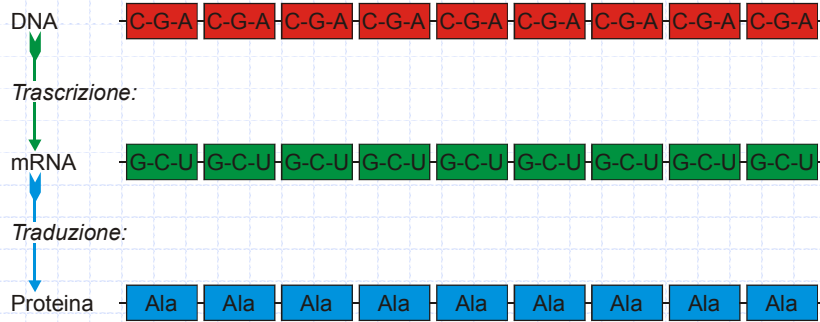 DNA C-G-A C-G-A C-G-A C-G-A C-G-A C-G-A C-G-A C-G-A C-G-A
Trascrizione:
mRNA G-C-U G-C-U G-C-U G-C-U G-C-U G-C-U G-C-U G-C-U G-C-U
Traduzione:
Proteina Ala Ala Ala Ala Ala Ala Ala Ala Ala